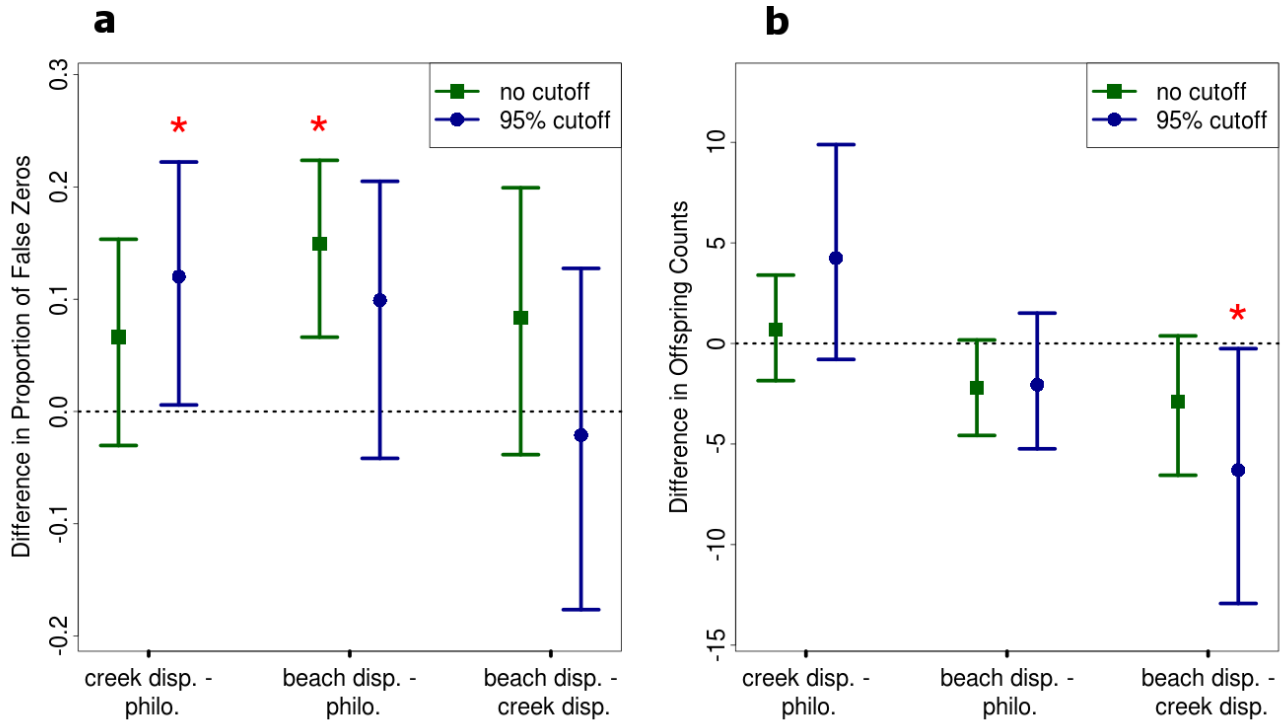 a
Difference in Proportion of False Zeros
0.3
0.2
0.1
0.0
-0.1
-0.2
no cutoff
95% cutoff
*
*
creek disp. -
philo.
beach disp. -
philo.
beach disp. -
creek disp.
b
Difference in Offspring Counts
10
5
0
-5
-10
-15
no cutoff
95% cutoff
*
creek disp. -
philo.
beach disp. -
philo.
beach disp. -
creek disp.